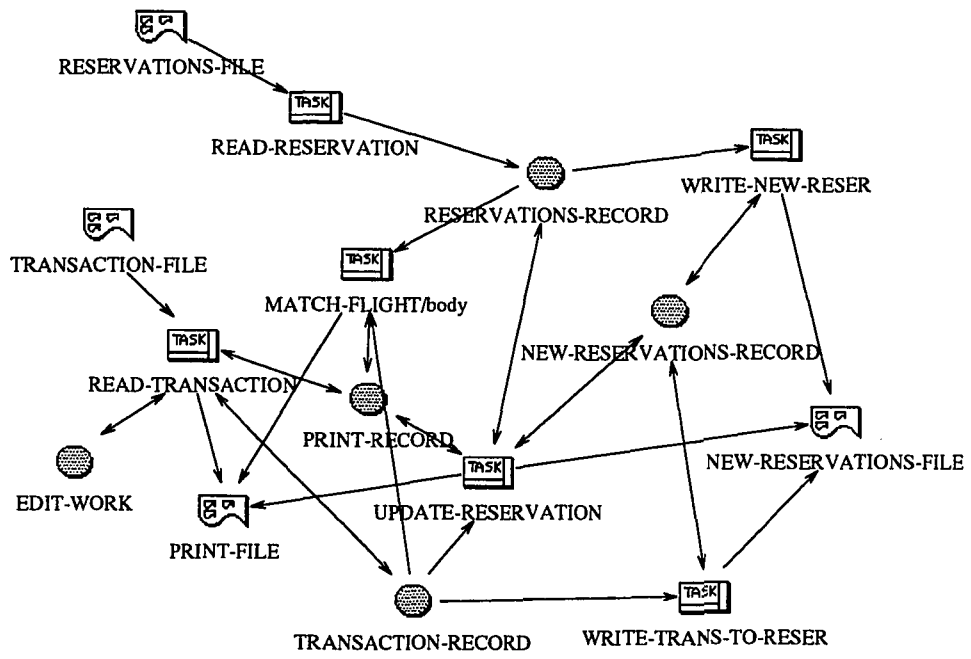 RESERVATIONS-FILE
TASK
READ-RESERVATION
TASK
WRITE-NEW-RESER
RESERVATIONS-RECORD
TRANSACTION-FILE
TASK
MATCH-FLIGHT/body
TASK
READ-TRANSACTION
NEW-RESERVATIONS-RECORD
PRINT-RECORD
TASK
UPDATE-RESERVATION
NEW-RESERVATIONS-FILE
EDIT-WORK
PRINT-FILE
TRANSACTION-RECORD
TASK
WRITE-TRANS-TO-RESER